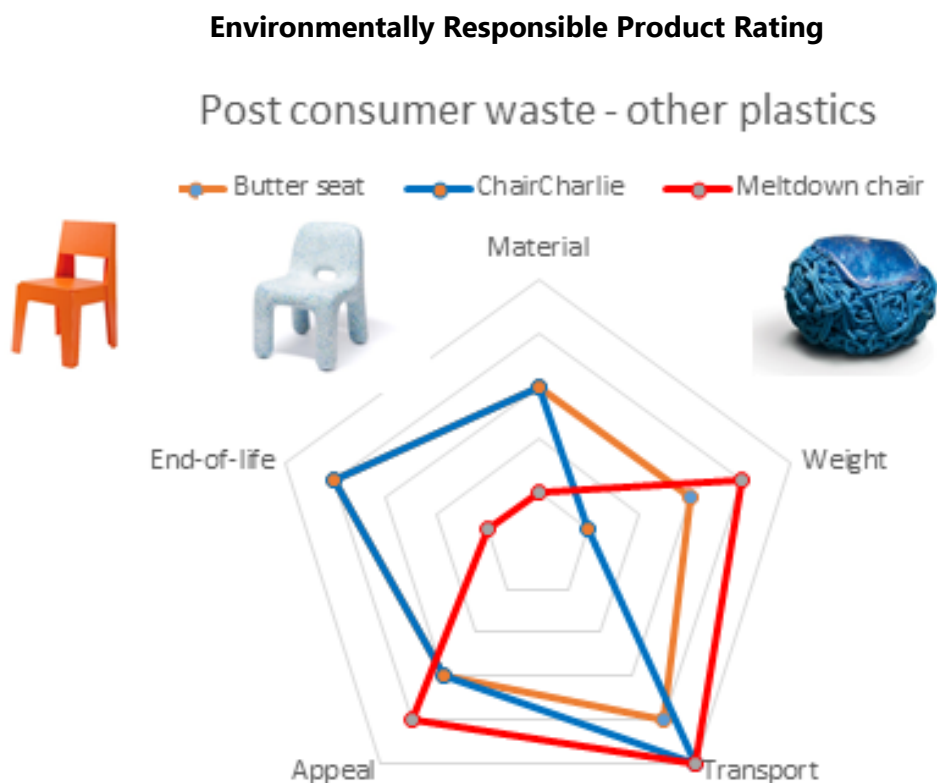 Environmentally Responsible Product Rating
Post consumer waste - other plastics
Butter seat ChairCharlie Meltdown chair
Material
End-of-life Weight
Appeal Transport